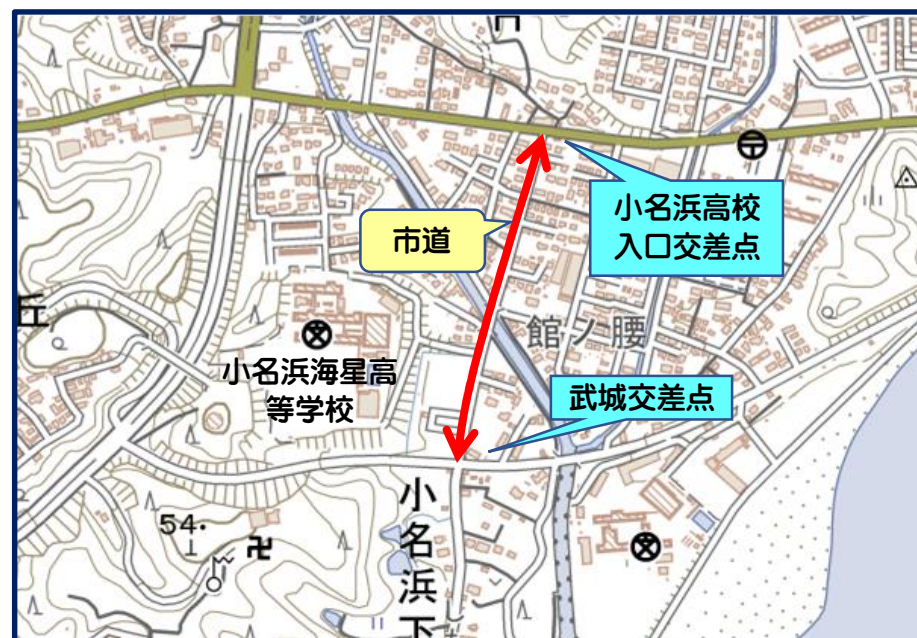 小名浜高校
入口交差点
市道
丘
館ノ腰
小名浜海星高
等学校
武城交差点
小名浜下
54